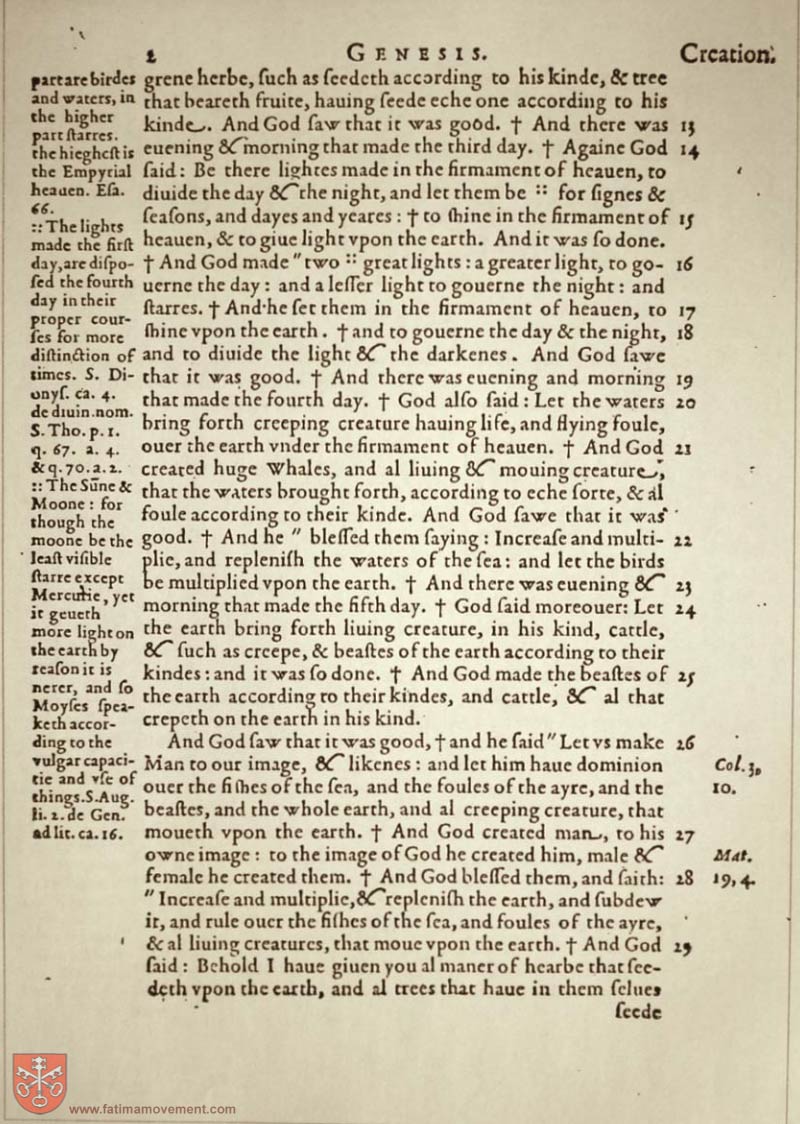 2 GENESIS. Creation.
part are birdes
and waters, in
the higher
part starres.
the hieghest is
the Empyrial
heauen. Esa.
66.
:: The lights
made the first
day, are dispo-
sed the fourth
day in their
proper cour-
ses for more
distinction of
times. S. Di-
onys. ca. 4.
de diuin. nom.
S. Tho. p. 1.
q. 67. a. 4.
& q. 70. a. 2.
:: The Sūne &
Moone: for
though the
moone be the
least visible
starre except
Mercurie, yet
it geueth
more light on
the earth by
reason it is
nerer, and so
Moyses spea-
keth accor-
ding to the
vulgar capaci-
tie and vse of
things. S. Aug.
li. 2. de Gen.
ad lit. ca. 16.
grene herbe, such as seedeth according to his kinde, & tree
that beareth fruite, hauing seede eche one according to his
kinde. And God saw that it was good. † And there was 13
euening & morning that made the third day. † Againe God 14
said: Be there lightes made in the firmament of heauen, to
diuide the day & the night, and let them be :: for signes &
seasons, and dayes and yeares: † to shine in the firmament of 15
heauen, & to giue light vpon the earth. And it was so done.
† And God made " two :: great lights: a greater light, to go- 16
uerne the day: and a lesser light to gouerne the night: and
starres. † And he set them in the firmament of heauen, to 17
shine vpon the earth. † and to gouerne the day & the night, 18
and to diuide the light & the darkenes. And God sawe
that it was good. † And there was euening and morning 19
that made the fourth day. † God also said: Let the waters 20
bring forth creeping creature hauing life, and flying foule,
ouer the earth vnder the firmament of heauen. † And God 21
created huge Whales, and al liuing & mouing creature,
that the waters brought forth, according to eche sorte, & al
foule according to their kinde. And God sawe that it was
good. † And he " blessed them saying: Increase and multi- 22
plie, and replenish the waters of the sea: and let the birds
be multiplied vpon the earth. † And there was euening & 23
morning that made the fifth day. † God said moreouer: Let 24
the earth bring forth liuing creature, in his kind, cattle,
& such as creepe, & beastes of the earth according to their
kindes: and it was so done. † And God made the beastes of 25
the earth according to their kindes, and cattle, & al that
crepeth on the earth in his kind.
And God saw that it was good, † and he said " Let vs make 26
Man to our image, & likenes: and let him haue dominion
ouer the fishes of the sea, and the foules of the ayre, and the
beastes, and the whole earth, and al creeping creature, that
moueth vpon the earth. † And God created man, to his 27
owne image: to the image of God he created him, male &
female he created them. † And God blessed them, and saith: 28
" Increase and multiplie, & replenish the earth, and subdew
it, and rule ouer the fishes of the sea, and foules of the ayre,
& al liuing creatures, that moue vpon the earth. † And God 29
said: Behold I haue giuen you al maner of hearbe that see-
deth vpon the earth, and al trees that haue in them selues
seede
Col. 3,
10.
Mat.
19, 4.
www.fatimamovement.com